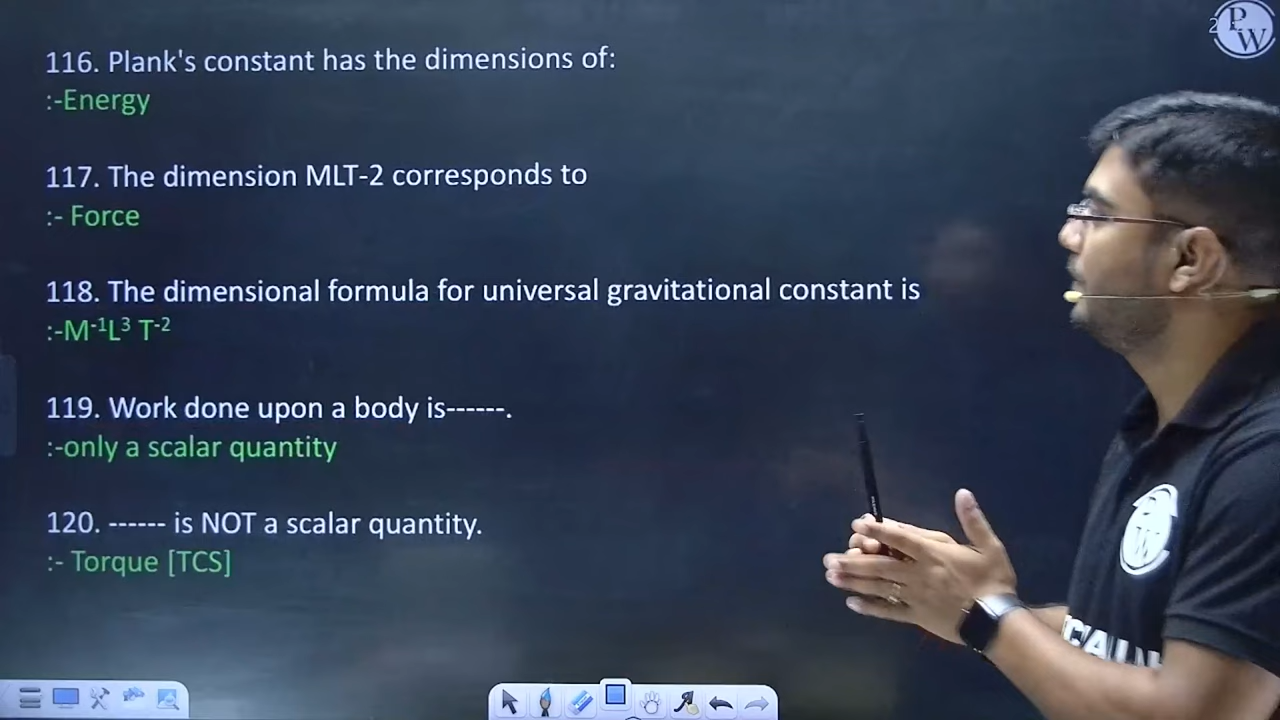 116. Plank's constant has the dimensions of:
:-Energy
117. The dimension MLT-2 corresponds to
:- Force
118. The dimensional formula for universal gravitational constant is
:-M⁻¹L³ T⁻²
119. Work done upon a body is------.
:-only a scalar quantity
120. ------ is NOT a scalar quantity.
:- Torque [TCS]
PW